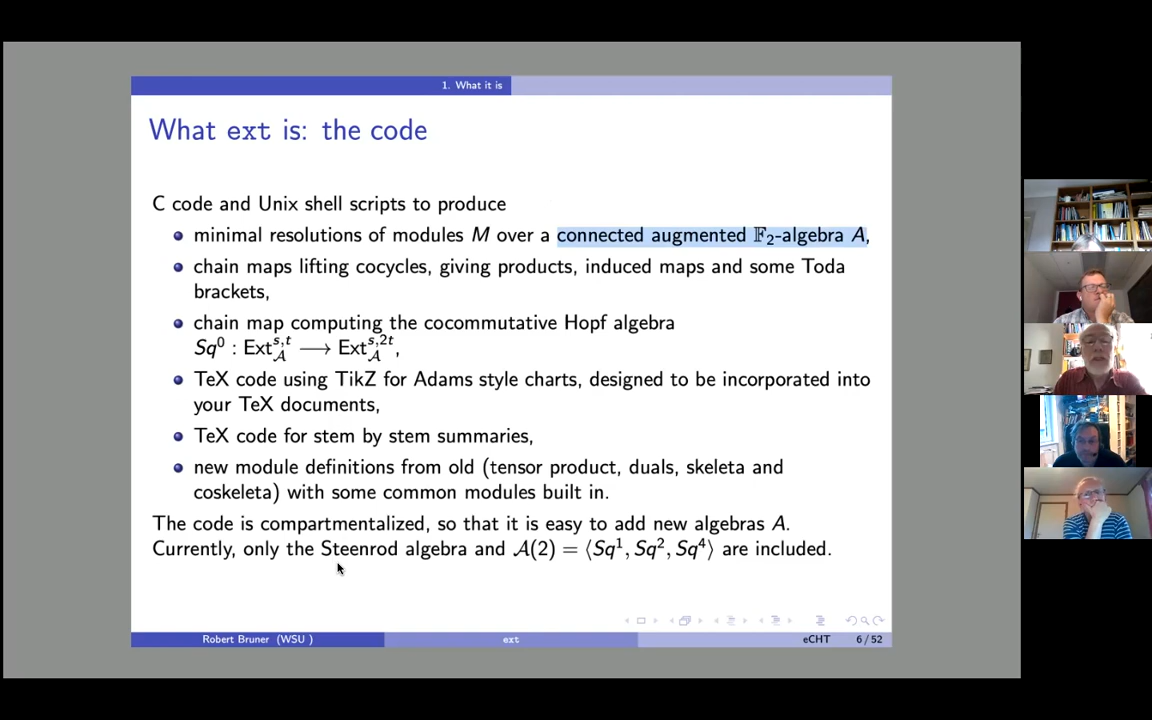 1. What it is
What ext is: the code
C code and Unix shell scripts to produce
minimal resolutions of modules M over a connected augmented 𝔽₂-algebra A,
chain maps lifting cocycles, giving products, induced maps and some Toda
brackets,
chain map computing the cocommutative Hopf algebra
Sq⁰ : Ext^{s,t}_𝒜 ⟶ Ext^{s,2t}_𝒜,
TeX code using TikZ for Adams style charts, designed to be incorporated into
your TeX documents,
TeX code for stem by stem summaries,
new module definitions from old (tensor product, duals, skeleta and
coskeleta) with some common modules built in.
The code is compartmentalized, so that it is easy to add new algebras A.
Currently, only the Steenrod algebra and 𝒜(2) = ⟨Sq¹, Sq², Sq⁴⟩ are included.
Robert Bruner (WSU ) ext eCHT 6 / 52